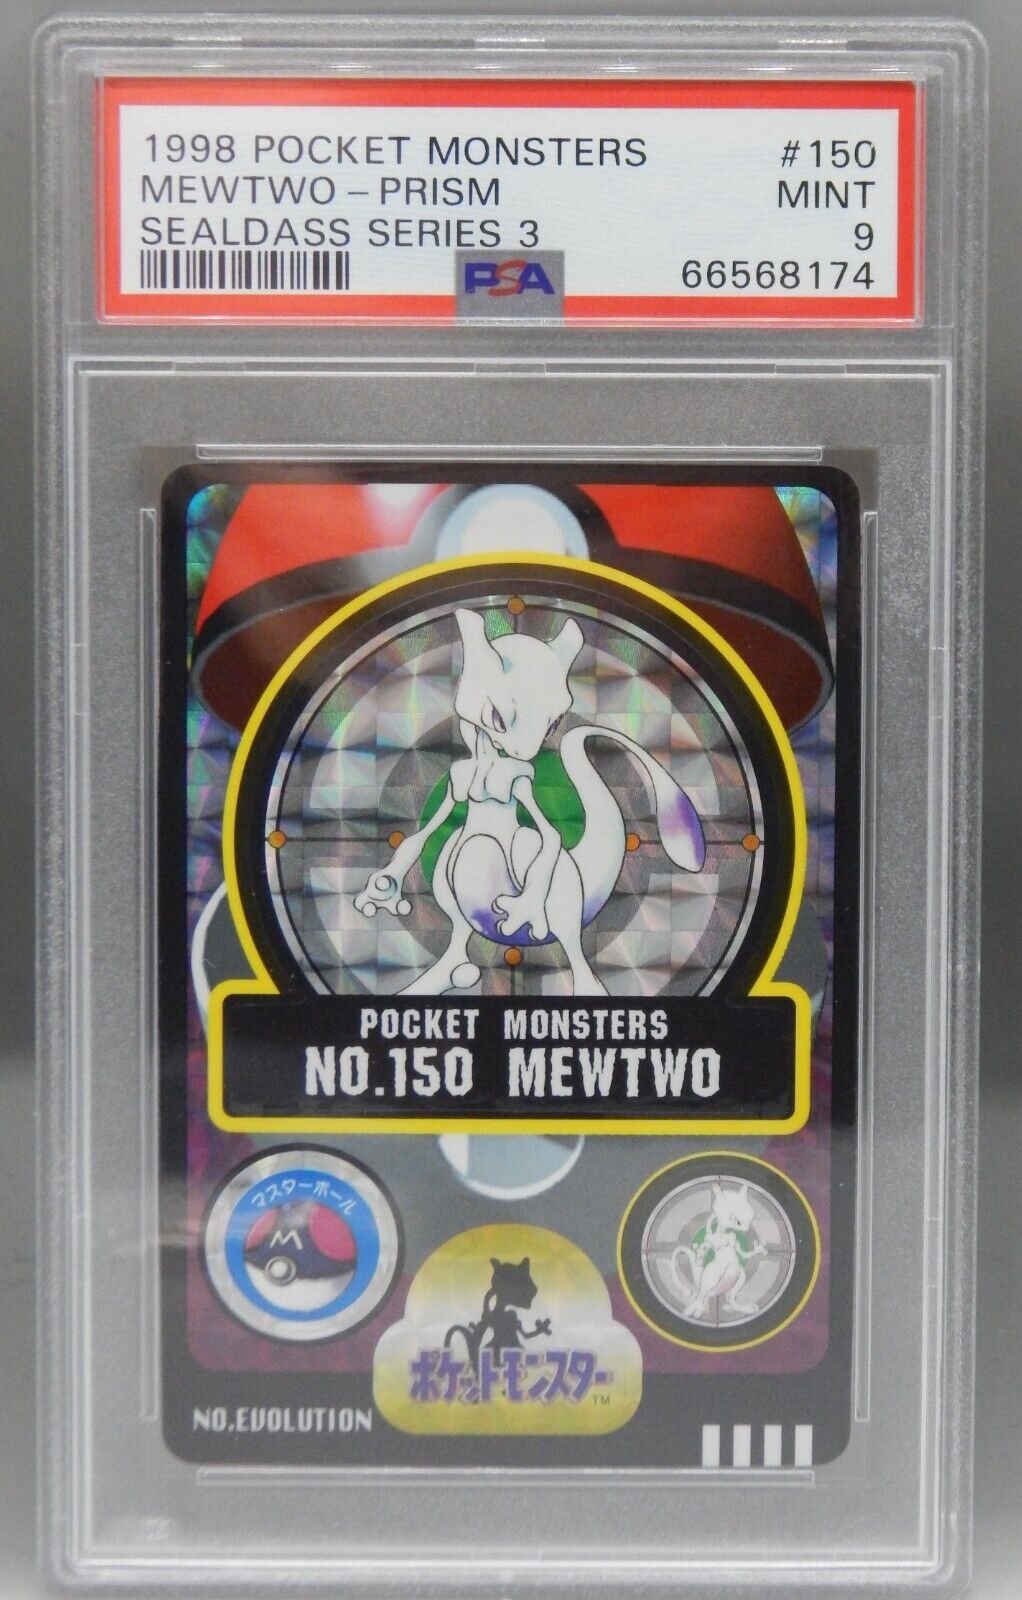 1998 POCKET MONSTERS #150
MEWTWO – PRISM MINT
SEALDASS SERIES 3 9
PSA 66568174
POCKET MONSTERS
NO.150 MEWTWO
マスターボール
M
ポケットモンスター TM
NO.EVOLUTION